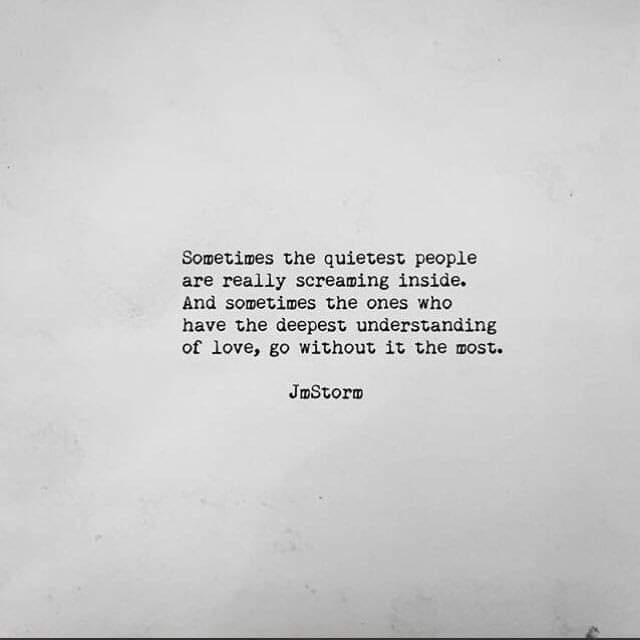 Sometimes the quietest people
are really screaming inside.
And sometimes the ones who
have the deepest understanding
of love, go without it the most.
JmStorm